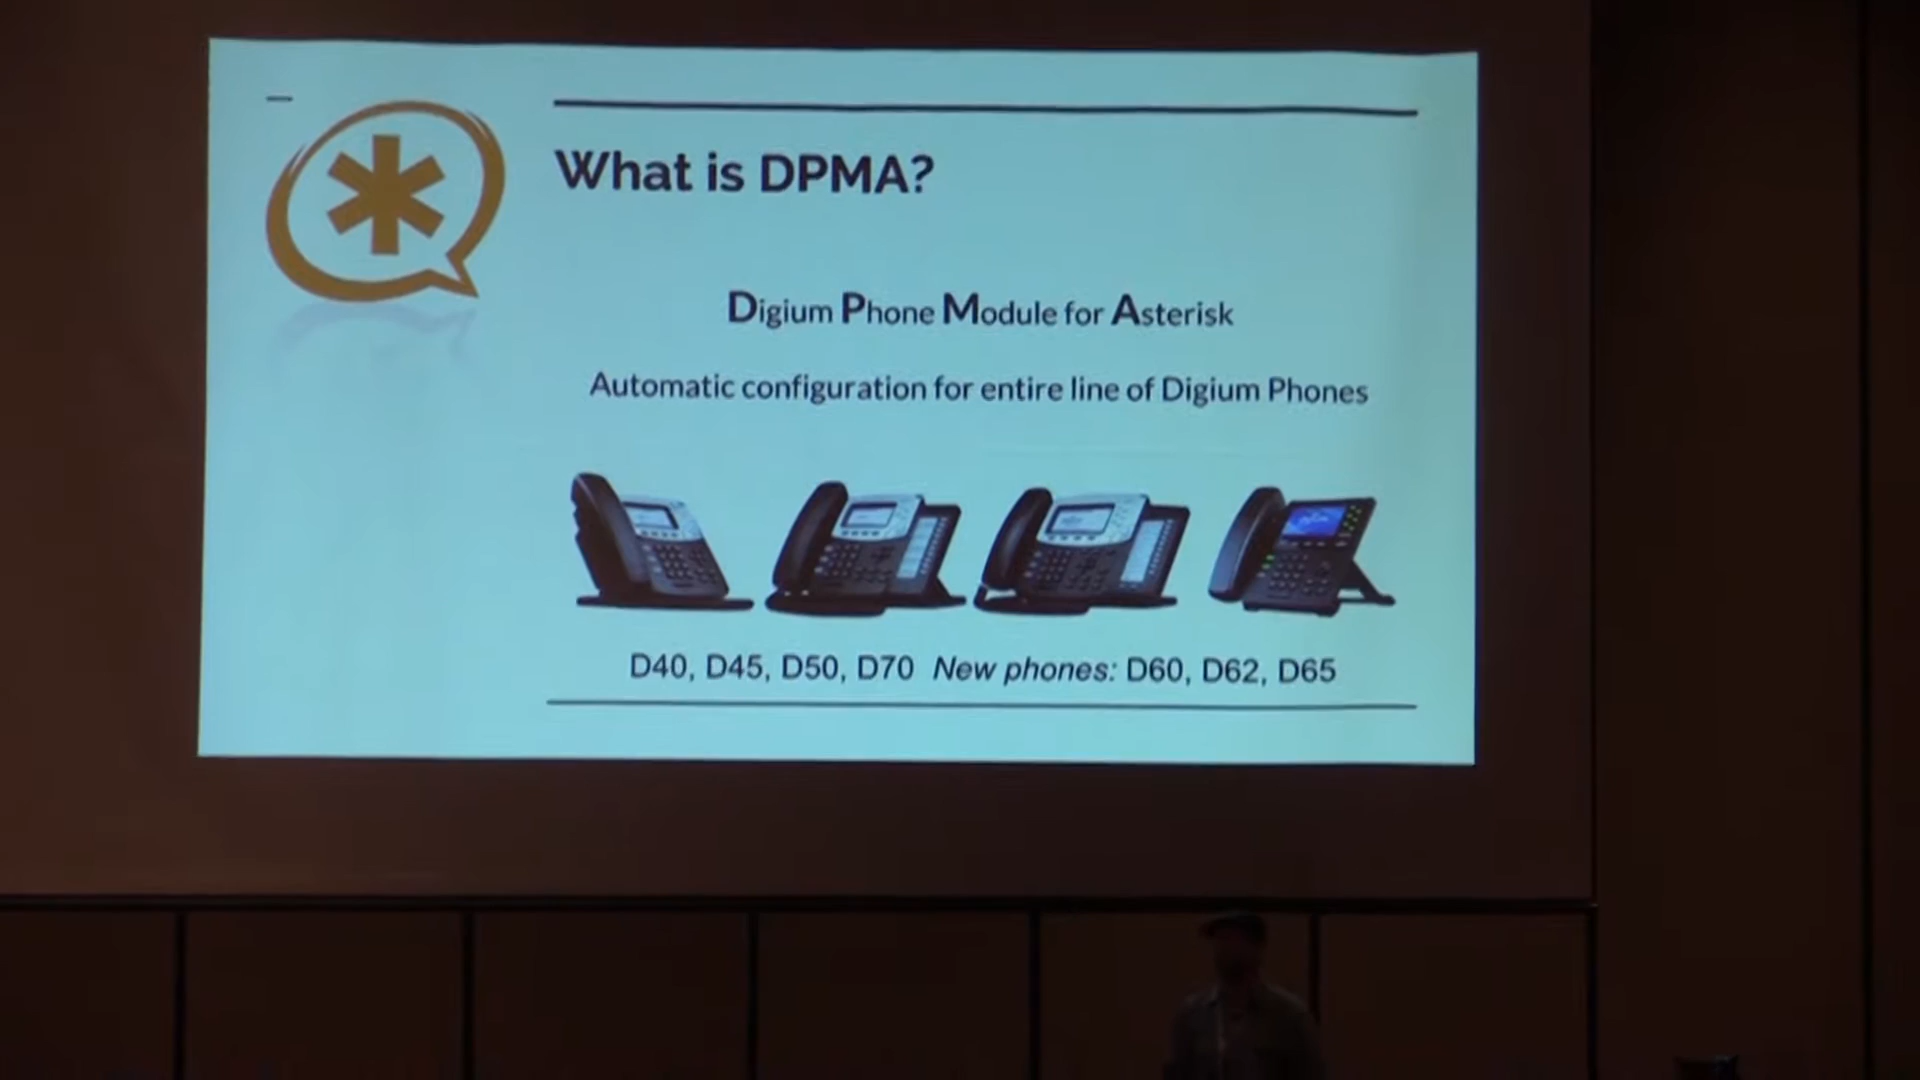 What is DPMA?
Digium Phone Module for Asterisk
Automatic configuration for entire line of Digium Phones
D40, D45, D50, D70 New phones: D60, D62, D65